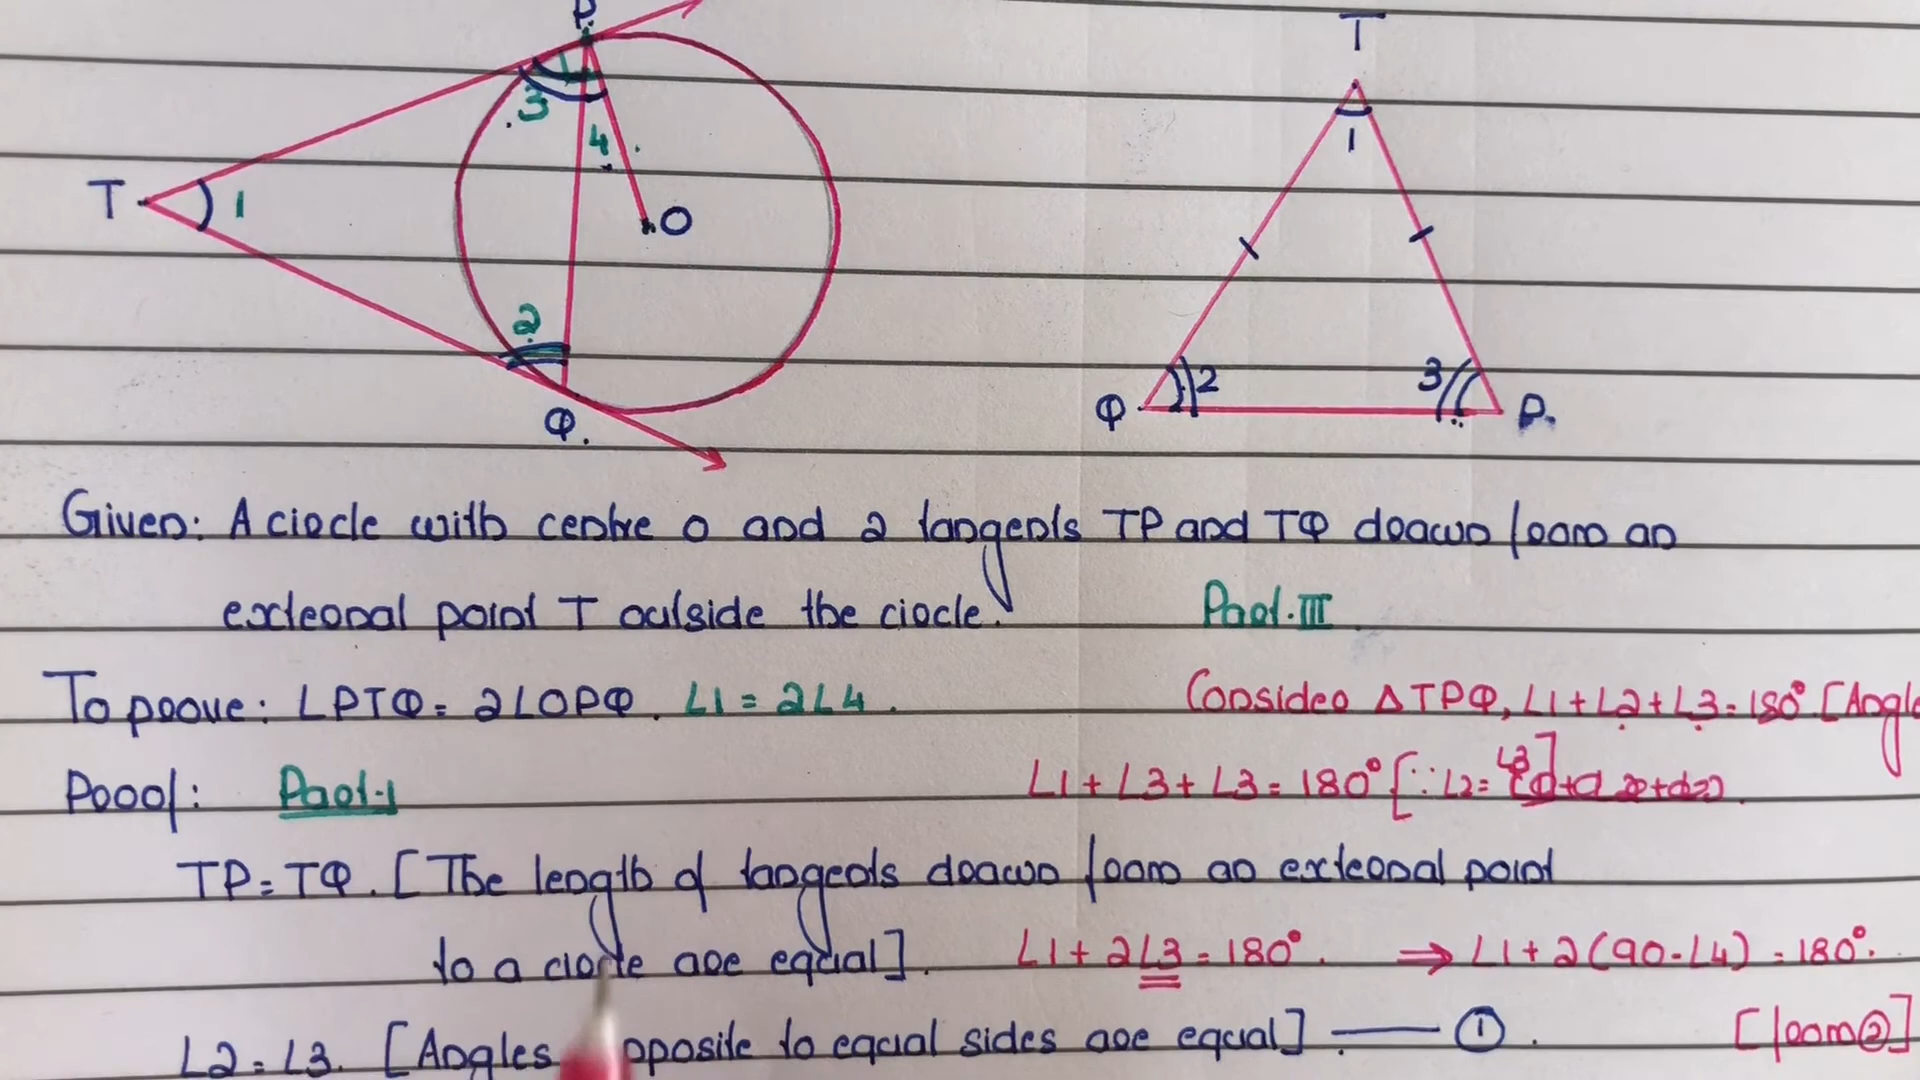 P.
T
3
4
1
T 1
O
2
2 3
Q P.
Q.
Given: A circle with centre O and 2 tangents TP and TQ drawn from an
external point T outside the circle.
Part.III
To prove: ∠PTQ = 2∠OPQ. ∠1 = 2∠4.
Consider ΔTPQ, ∠1+∠2+∠3 = 180° [Angle
Proof: Part-I
∠1 + ∠3 + ∠3 = 180° [∵ ∠2 = ∠3]
TP = TQ. [The length of tangents drawn from an external point
to a circle are equal].
∠1 + 2∠3 = 180°. ⇒ ∠1 + 2(90-∠4) = 180°.
∠2 = ∠3. [Angles opposite to equal sides are equal] — ①.
[from②]